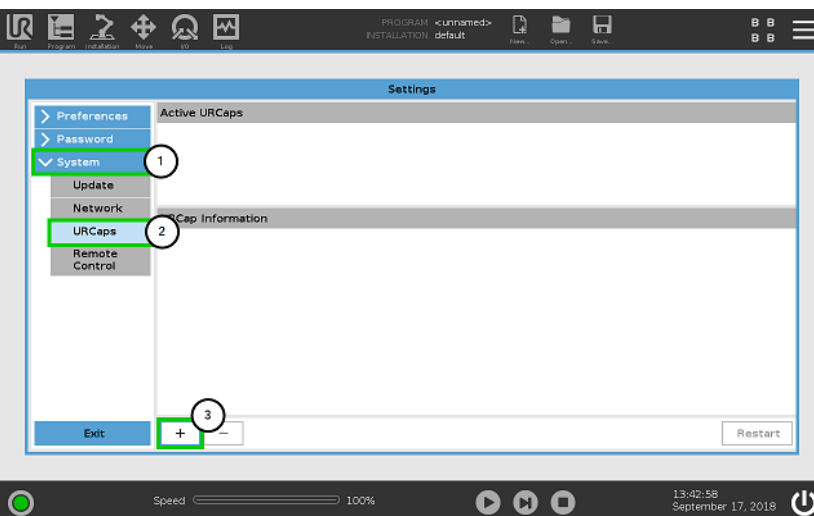 PROGRAM <unnamed>
INSTALLATION default
Run Program Installation Move I/O Log New... Open... Save...
B B
B B
Settings
Preferences
Password
System
Update
Network
URCaps
Remote
Control
Exit
1
2
3
Active URCaps
RCap Information
+
-
Restart
Speed 100%
13:42:58
September 17, 2018